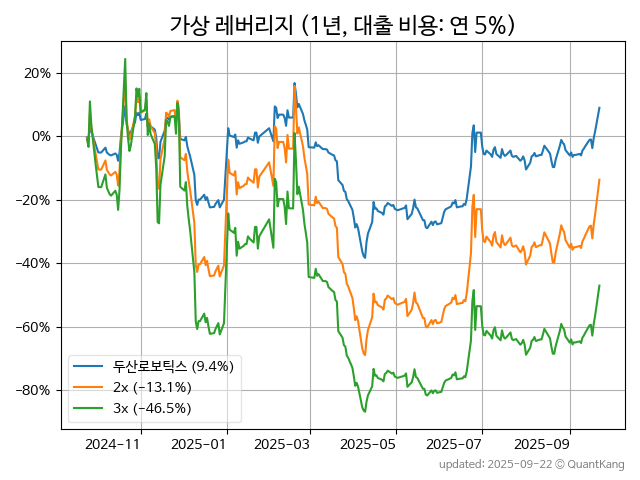 가상 레버리지 (1년, 대출 비용: 연 5%)
20%
0%
−20%
−40%
−60%
−80%
두산로보틱스 (9.4%)
2x (-13.1%)
3x (-46.5%)
2024-11 2025-01 2025-03 2025-05 2025-07 2025-09
updated: 2025-09-22 © QuantKang